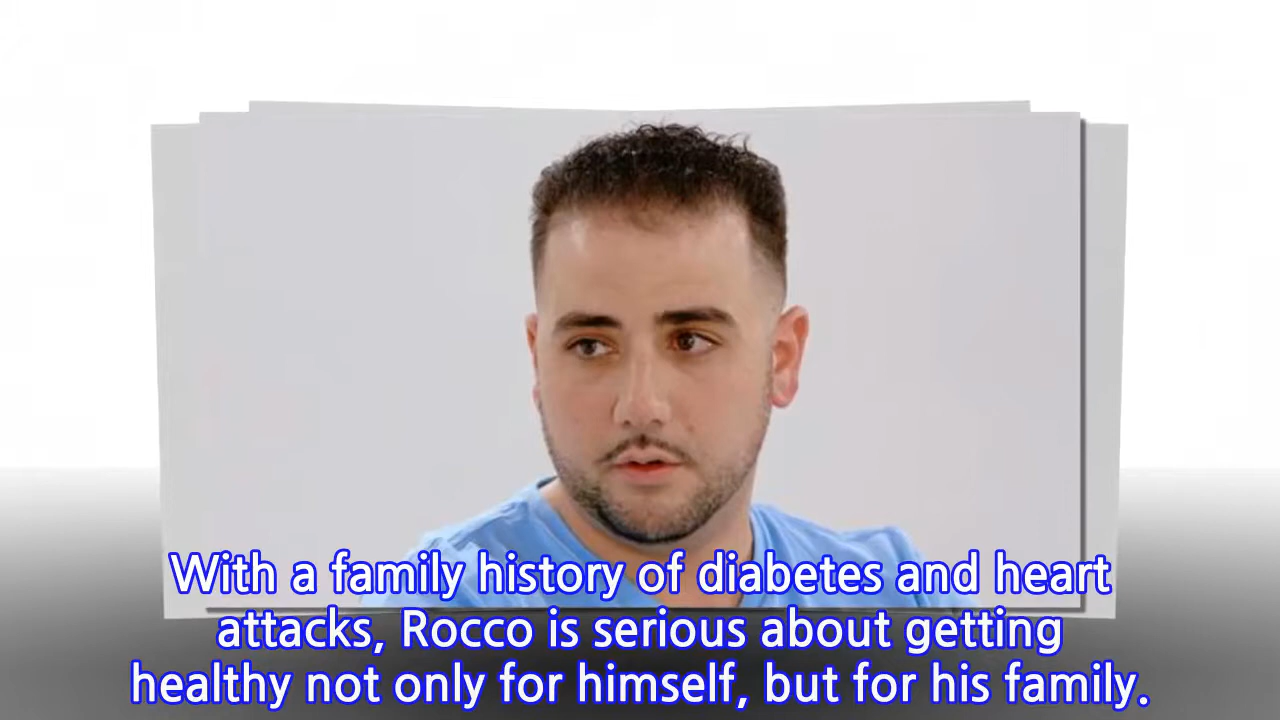 With a family history of diabetes and heart
attacks, Rocco is serious about getting
healthy not only for himself, but for his family.